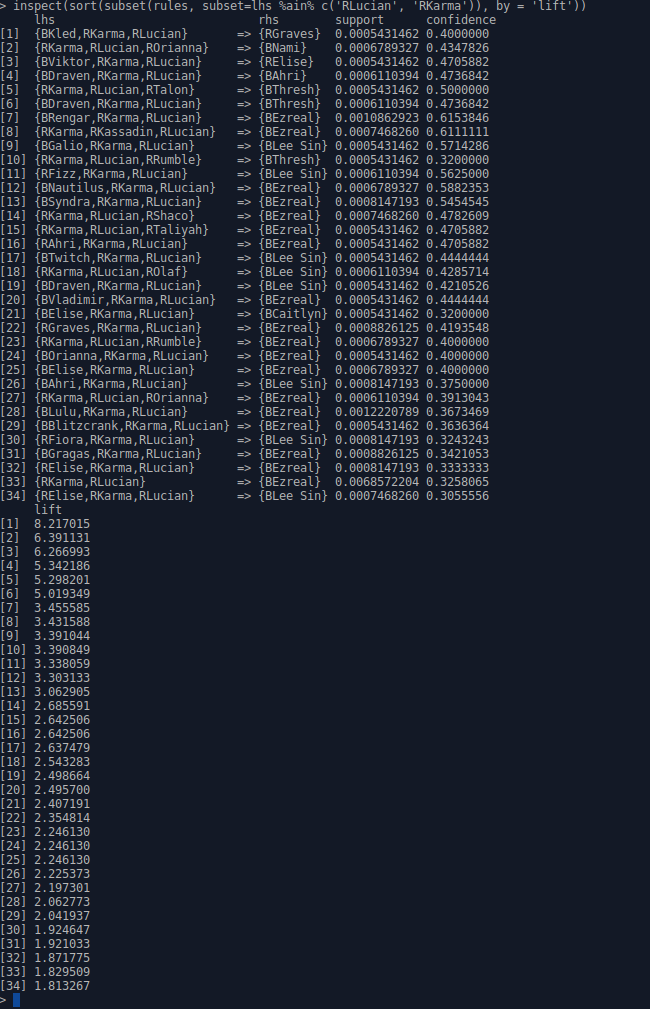 > inspect(sort(subset(rules, subset=lhs %ain% c('RLucian', 'RKarma')), by = 'lift'))
lhs rhs support confidence
[1] {BKled,RKarma,RLucian} => {RGraves} 0.0005431462 0.4000000
[2] {RKarma,RLucian,ROrianna} => {BNami} 0.0006789327 0.4347826
[3] {BViktor,RKarma,RLucian} => {RElise} 0.0005431462 0.4705882
[4] {BDraven,RKarma,RLucian} => {BAhri} 0.0006110394 0.4736842
[5] {RKarma,RLucian,RTalon} => {BThresh} 0.0005431462 0.5000000
[6] {BDraven,RKarma,RLucian} => {BThresh} 0.0006110394 0.4736842
[7] {BRengar,RKarma,RLucian} => {BEzreal} 0.0010862923 0.6153846
[8] {RKarma,RKassadin,RLucian} => {BEzreal} 0.0007468260 0.6111111
[9] {BGalio,RKarma,RLucian} => {BLee Sin} 0.0005431462 0.5714286
[10] {RKarma,RLucian,RRumble} => {BThresh} 0.0005431462 0.3200000
[11] {RFizz,RKarma,RLucian} => {BLee Sin} 0.0006110394 0.5625000
[12] {BNautilus,RKarma,RLucian} => {BEzreal} 0.0006789327 0.5882353
[13] {BSyndra,RKarma,RLucian} => {BEzreal} 0.0008147193 0.5454545
[14] {RKarma,RLucian,RShaco} => {BEzreal} 0.0007468260 0.4782609
[15] {RKarma,RLucian,RTaliyah} => {BEzreal} 0.0005431462 0.4705882
[16] {RAhri,RKarma,RLucian} => {BEzreal} 0.0005431462 0.4705882
[17] {BTwitch,RKarma,RLucian} => {BLee Sin} 0.0005431462 0.4444444
[18] {RKarma,RLucian,ROlaf} => {BLee Sin} 0.0006110394 0.4285714
[19] {BDraven,RKarma,RLucian} => {BLee Sin} 0.0005431462 0.4210526
[20] {BVladimir,RKarma,RLucian} => {BEzreal} 0.0005431462 0.4444444
[21] {BElise,RKarma,RLucian} => {BCaitlyn} 0.0005431462 0.3200000
[22] {RGraves,RKarma,RLucian} => {BEzreal} 0.0008826125 0.4193548
[23] {RKarma,RLucian,RRumble} => {BEzreal} 0.0006789327 0.4000000
[24] {BOrianna,RKarma,RLucian} => {BEzreal} 0.0005431462 0.4000000
[25] {BElise,RKarma,RLucian} => {BEzreal} 0.0006789327 0.4000000
[26] {BAhri,RKarma,RLucian} => {BLee Sin} 0.0008147193 0.3750000
[27] {RKarma,RLucian,ROrianna} => {BEzreal} 0.0006110394 0.3913043
[28] {BLulu,RKarma,RLucian} => {BEzreal} 0.0012220789 0.3673469
[29] {BBlitzcrank,RKarma,RLucian} => {BEzreal} 0.0005431462 0.3636364
[30] {RFiora,RKarma,RLucian} => {BLee Sin} 0.0008147193 0.3243243
[31] {BGragas,RKarma,RLucian} => {BEzreal} 0.0008826125 0.3421053
[32] {RElise,RKarma,RLucian} => {BEzreal} 0.0008147193 0.3333333
[33] {RKarma,RLucian} => {BEzreal} 0.0068572204 0.3258065
[34] {RElise,RKarma,RLucian} => {BLee Sin} 0.0007468260 0.3055556
lift
[1] 8.217015
[2] 6.391131
[3] 6.266993
[4] 5.342186
[5] 5.298201
[6] 5.019349
[7] 3.455585
[8] 3.431588
[9] 3.391044
[10] 3.390849
[11] 3.338059
[12] 3.303133
[13] 3.062905
[14] 2.685591
[15] 2.642506
[16] 2.642506
[17] 2.637479
[18] 2.543283
[19] 2.498664
[20] 2.495700
[21] 2.407191
[22] 2.354814
[23] 2.246130
[24] 2.246130
[25] 2.246130
[26] 2.225373
[27] 2.197301
[28] 2.062773
[29] 2.041937
[30] 1.924647
[31] 1.921033
[32] 1.871775
[33] 1.829509
[34] 1.813267
>